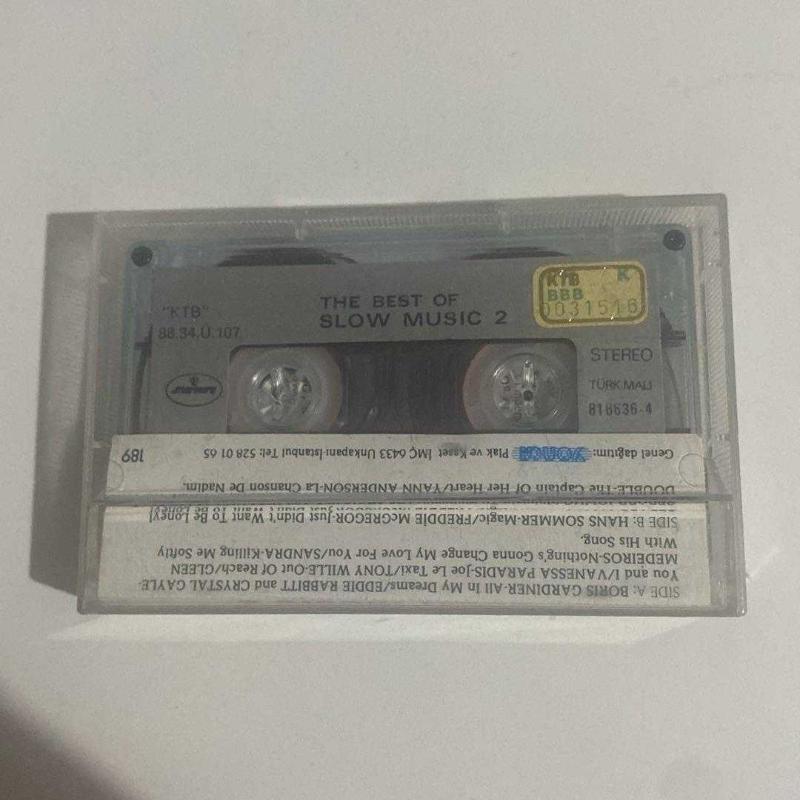 "KTB"
88.34.Ü.107
THE BEST OF
SLOW MUSIC 2
KTB K
BBB
0031516
STEREO
TÜRK MALI
818636-4
SIDE A: BORIS GARDINER-All In My Dreams/EDDIE RABBITT and CRYSTAL GAYLE-
You and I/VANESSA PARADIS-Joe Le Taxi/TONY WILLE-Out Of Reach/GLEEN
MEDEIROS-Nothing's Gonna Change My Love For You/SANDRA-Killing Me Softly
With His Song.
SIDE B: HANS SOMMER-Magic/FREDDIE McGREGOR-Just Didn't Want To Be Loney/
DOUBLE-The Captain Of Her Heart/YANN ANDERSON-La Chanson De Nadim.
Genel dağıtım: Plak ve Kaset İMÇ 6433 Unkapanı-İstanbul Tel: 528 01 65
189